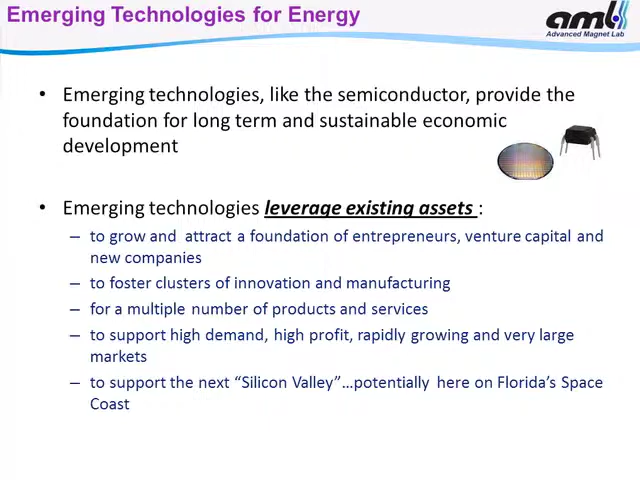 Emerging Technologies for Energy
aml
Advanced Magnet Lab
• Emerging technologies, like the semiconductor, provide the
foundation for long term and sustainable economic
development
• Emerging technologies leverage existing assets :
– to grow and attract a foundation of entrepreneurs, venture capital and
new companies
– to foster clusters of innovation and manufacturing
– for a multiple number of products and services
– to support high demand, high profit, rapidly growing and very large
markets
– to support the next “Silicon Valley”…potentially here on Florida’s Space
Coast